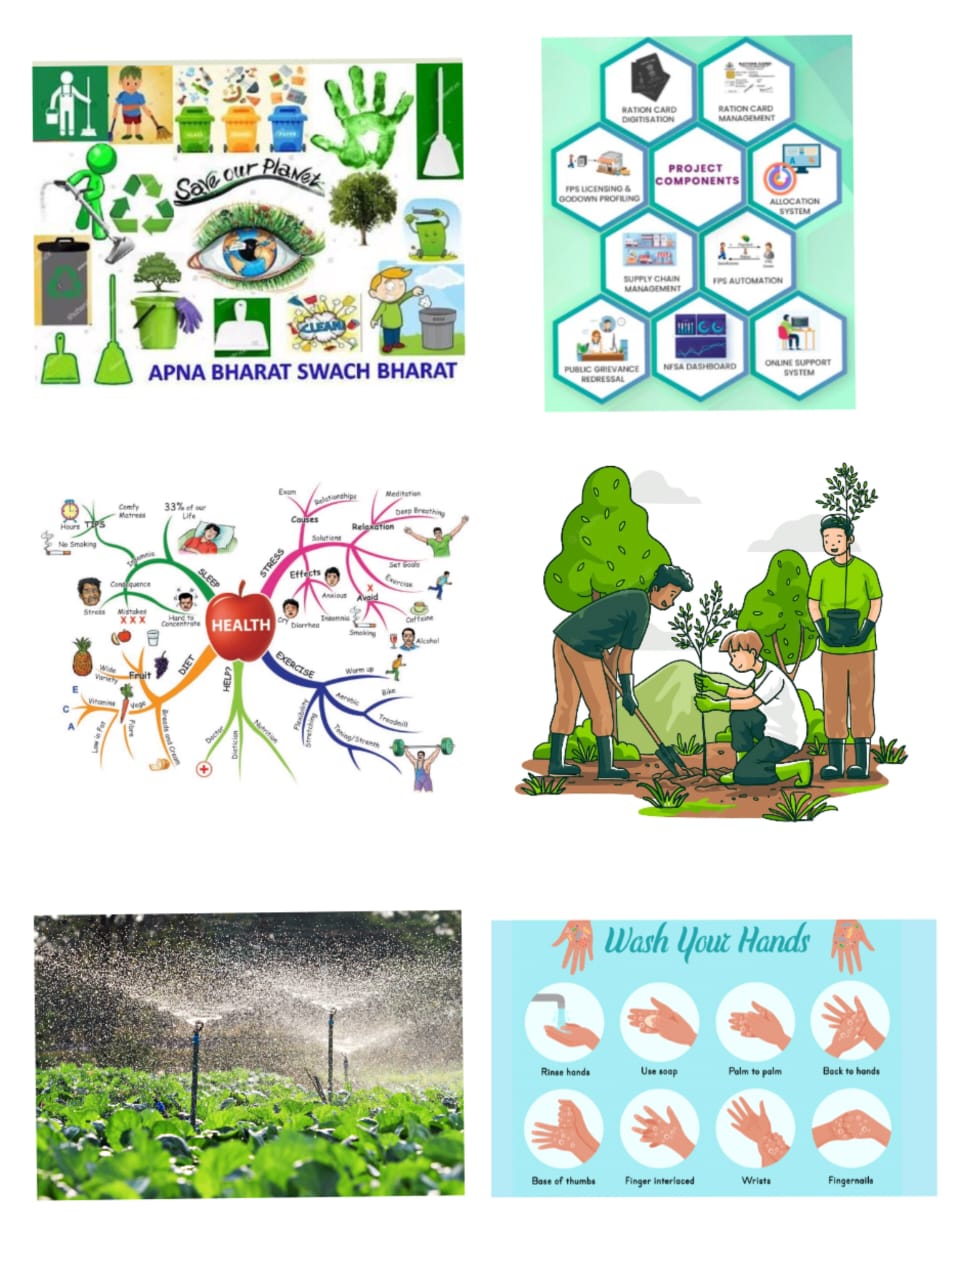 GLASS
PAPER
Save our Planet
CLEAN!
APNA BHARAT SWACH BHARAT
RATION CARD
DIGITISATION
RATION CARD
MANAGEMENT
FPS LICENSING &
GODOWN PROFILING
PROJECT
COMPONENTS
ALLOCATION
SYSTEM
SUPPLY CHAIN
MANAGEMENT
FPS AUTOMATION
PUBLIC GRIEVANCE
REDRESSAL
NFSA DASHBOARD
ONLINE SUPPORT
SYSTEM
HEALTH
SLEEP
TIPS
Hours
Comfy
Matress
No Smoking
33% of our
Life
Insomnia
Consequence
Stress
Mistakes
X X X
Hard to
Concentrate
STRESS
Causes
Exam
Relationships
Solutions
Relaxation
Meditation
Deep Breathing
Set Goals
Exercise
X
Avoid
Smoking
Caffeine
Alcohol
Effects
Anxious
Cry
Diarrhea
Insomnia
DIET
Fruit
Wide
Variety
Vege
Vitamins
E
C
A
Low in Fat
Fibre
Breads and Cream
HELP?
Doctor
Dietician
Nutrition
EXERCISE
Warm up
Aerobic
Bike
Treadmill
Flexibility
Stretching
Wash Your Hands
Rinse hands
Use soap
Palm to palm
Back to hands
Base of thumbs
Finger interlaced
Wrists
Fingernails